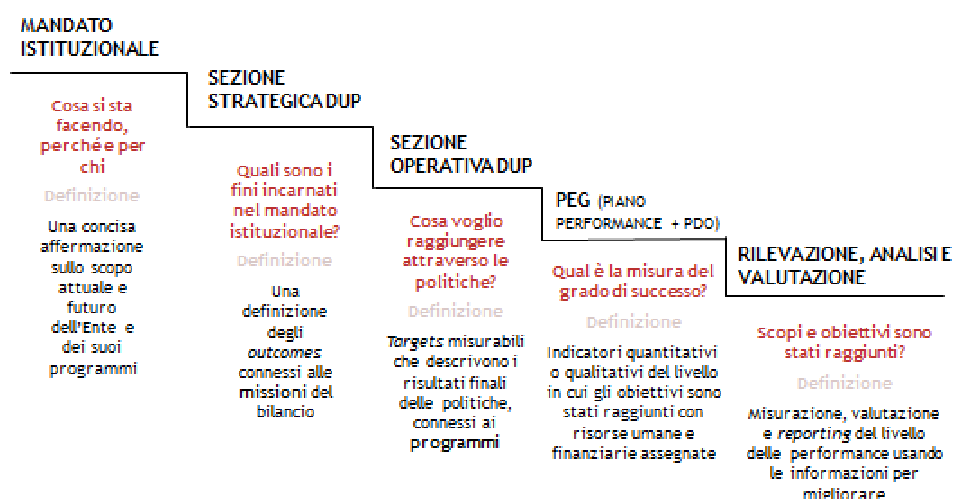 MANDATO
ISTITUZIONALE
Cosa si sta
facendo,
perché e per
chi
Definizione
Una concisa
affermazione
sullo scopo
attuale e
futuro
dell'Ente e
dei suoi
programmi
SEZIONE
STRATEGICA DUP
Quali sono i
fini incarnati
nel mandato
istituzionale?
Definizione
Una
definizione
degli
outcomes
connessi alle
missioni del
bilancio
SEZIONE
OPERATIVA DUP
Cosa voglio
raggiungere
attraverso le
politiche?
Definizione
Targets misurabili
che descrivono i
risultati finali
delle politiche,
connessi ai
programmi
PEG (PIANO
PERFORMANCE + PDO)
Qual è la misura del
grado di successo?
Definizione
Indicatori quantitativi
o qualitativi del livello
in cui gli obiettivi sono
stati raggiunti con
risorse umane e
finanziarie assegnate
RILEVAZIONE, ANALISI E
VALUTAZIONE
Scopi e obiettivi sono
stati raggiunti?
Definizione
Misurazione, valutazione
e reporting del livello
delle performance usando
le informazioni per
migliorare